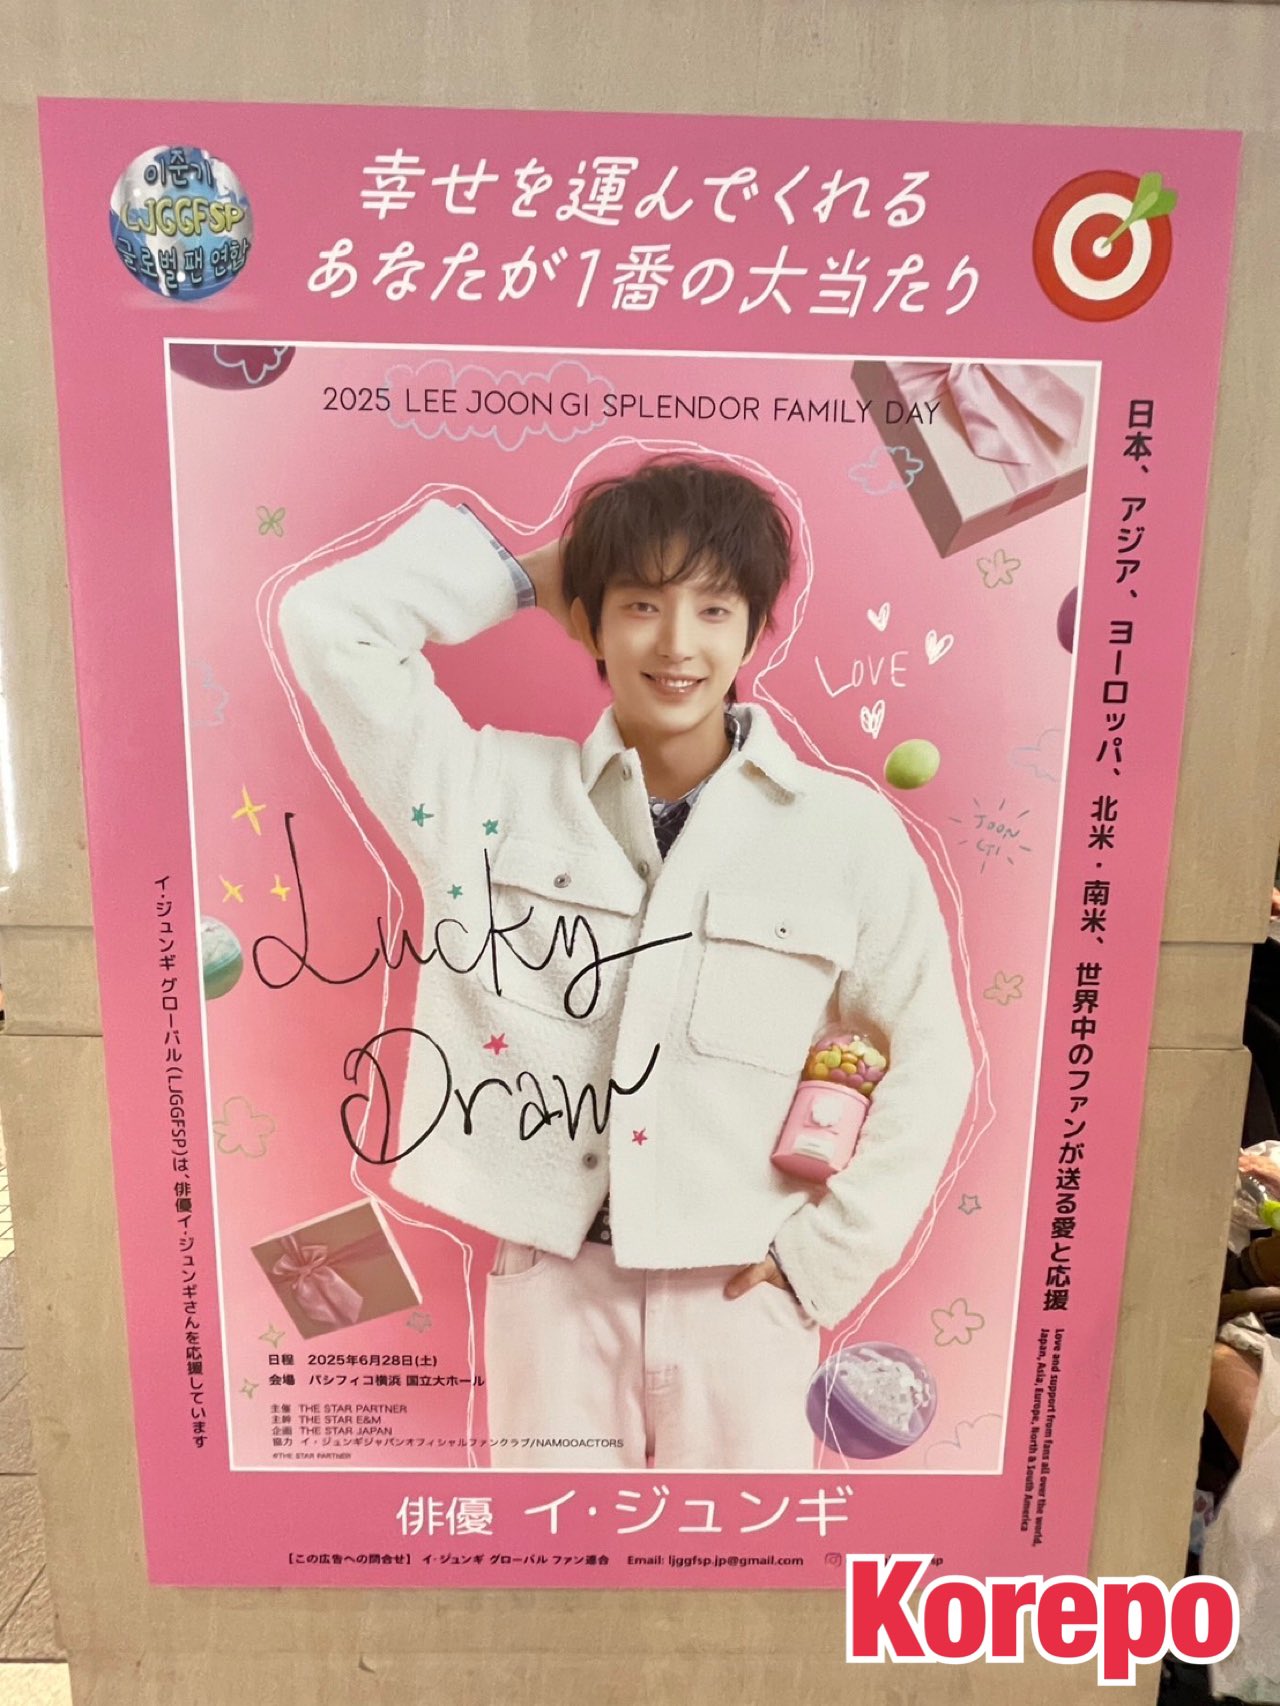 이준기
LJGGFSP
글로벌 팬 연합
幸せを運んでくれる
あなたが1番の大当たり
2025 LEE JOON GI SPLENDOR FAMILY DAY
LOVE
JOON
GI
Lucky
Draw
日本、アジア、ヨーロッパ、北米・南米、世界中のファンが送る愛と応援
Love and support from fans all over the world,
Japan, Asia, Europe, North & South America
イ・ジュンギ グローバル(LJGGFSP)は、俳優イ・ジュンギさんを応援しています
日程 2025年6月28日(土)
会場 パシフィコ横浜 国立大ホール
主催 THE STAR PARTNER
主幹 THE STAR E&M
企画 THE STAR JAPAN
協力 イ・ジュンギジャパンオフィシャルファンクラブ/NAMOOACTORS
©THE STAR PARTNER
俳優 イ・ジュンギ
【この広告への問合せ】 イ・ジュンギ グローバル ファン連合 Email: ljggfsp.jp@gmail.com
Korepo